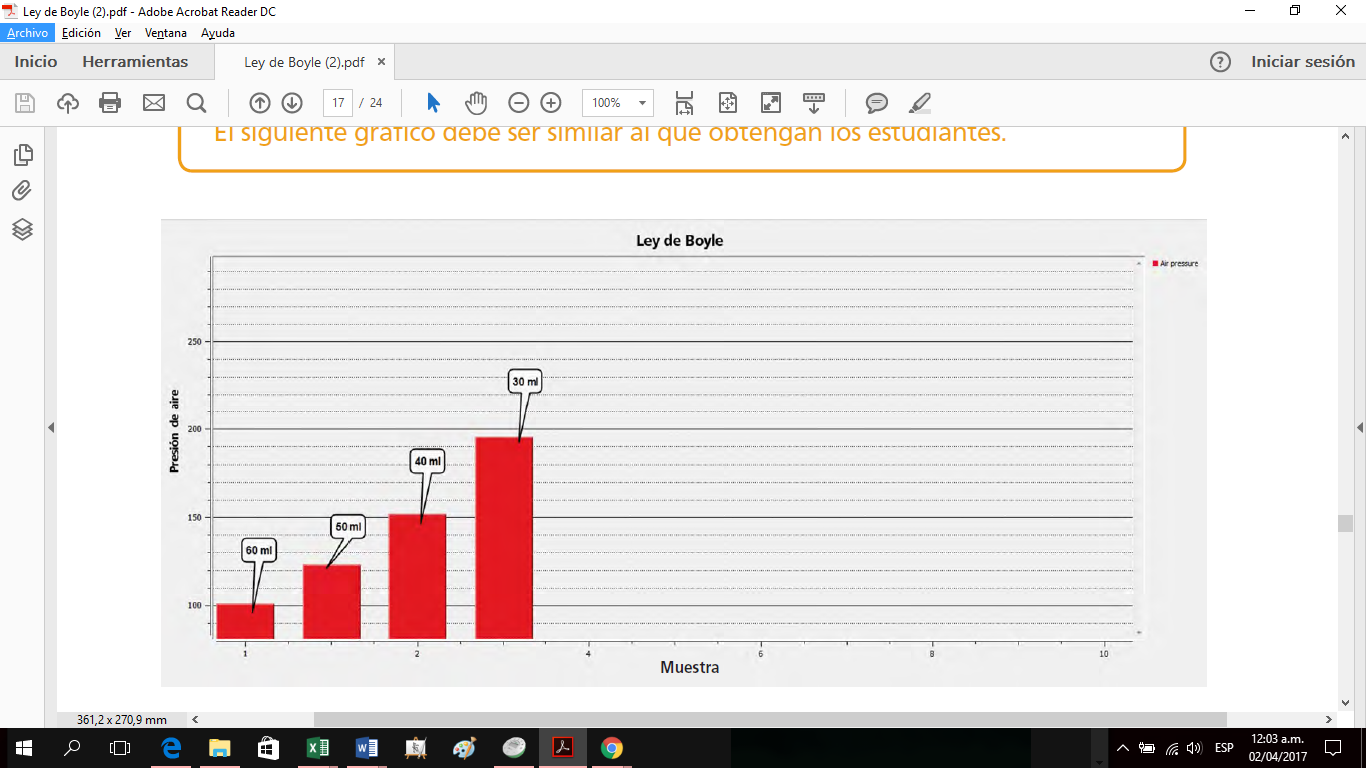 Ley de Boyle (2).pdf - Adobe Acrobat Reader DC
Archivo Edición Ver Ventana Ayuda
Inicio Herramientas Ley de Boyle (2).pdf × ? Iniciar sesión
17 / 24 100%
El siguiente gráfico debe ser similar al que obtengan los estudiantes.
Ley de Boyle
Air pressure
250
200
150
100
Presión de aire
30 ml
40 ml
50 ml
60 ml
1 2 4 6 8 10
Muestra
361,2 x 270,9 mm
ESP 12:03 a.m.
02/04/2017